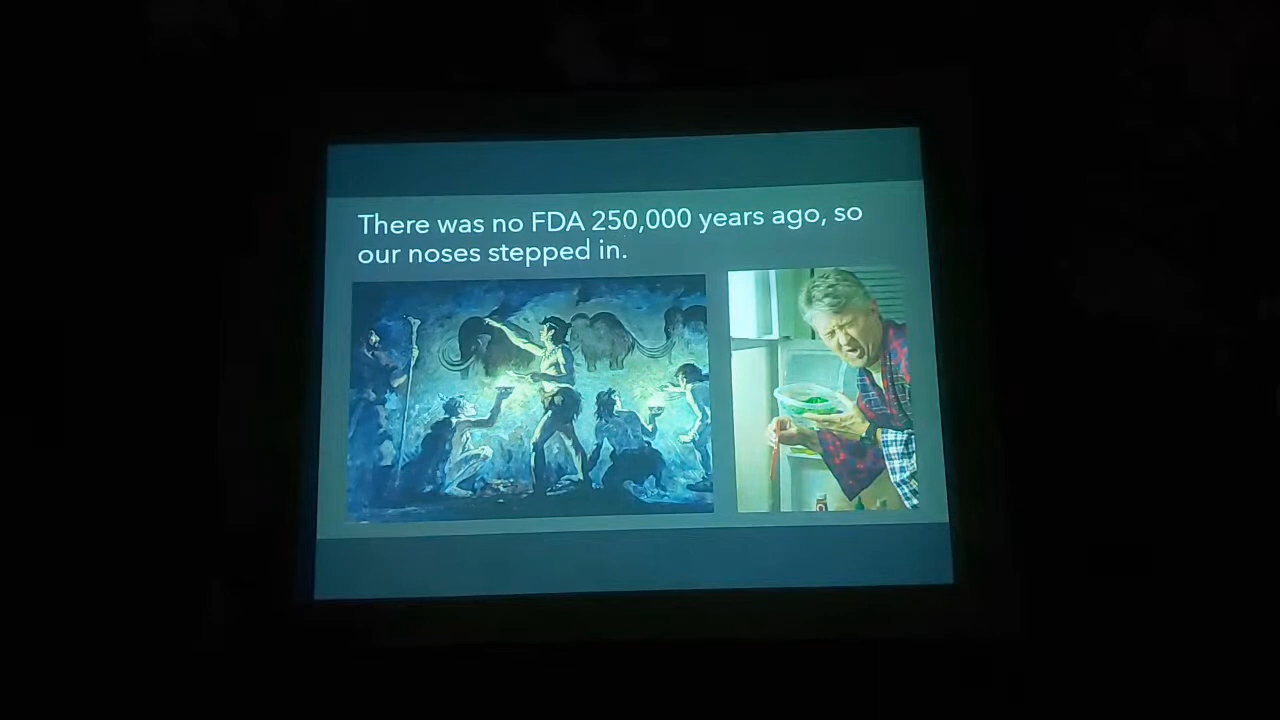 There was no FDA 250,000 years ago, so
our noses stepped in.